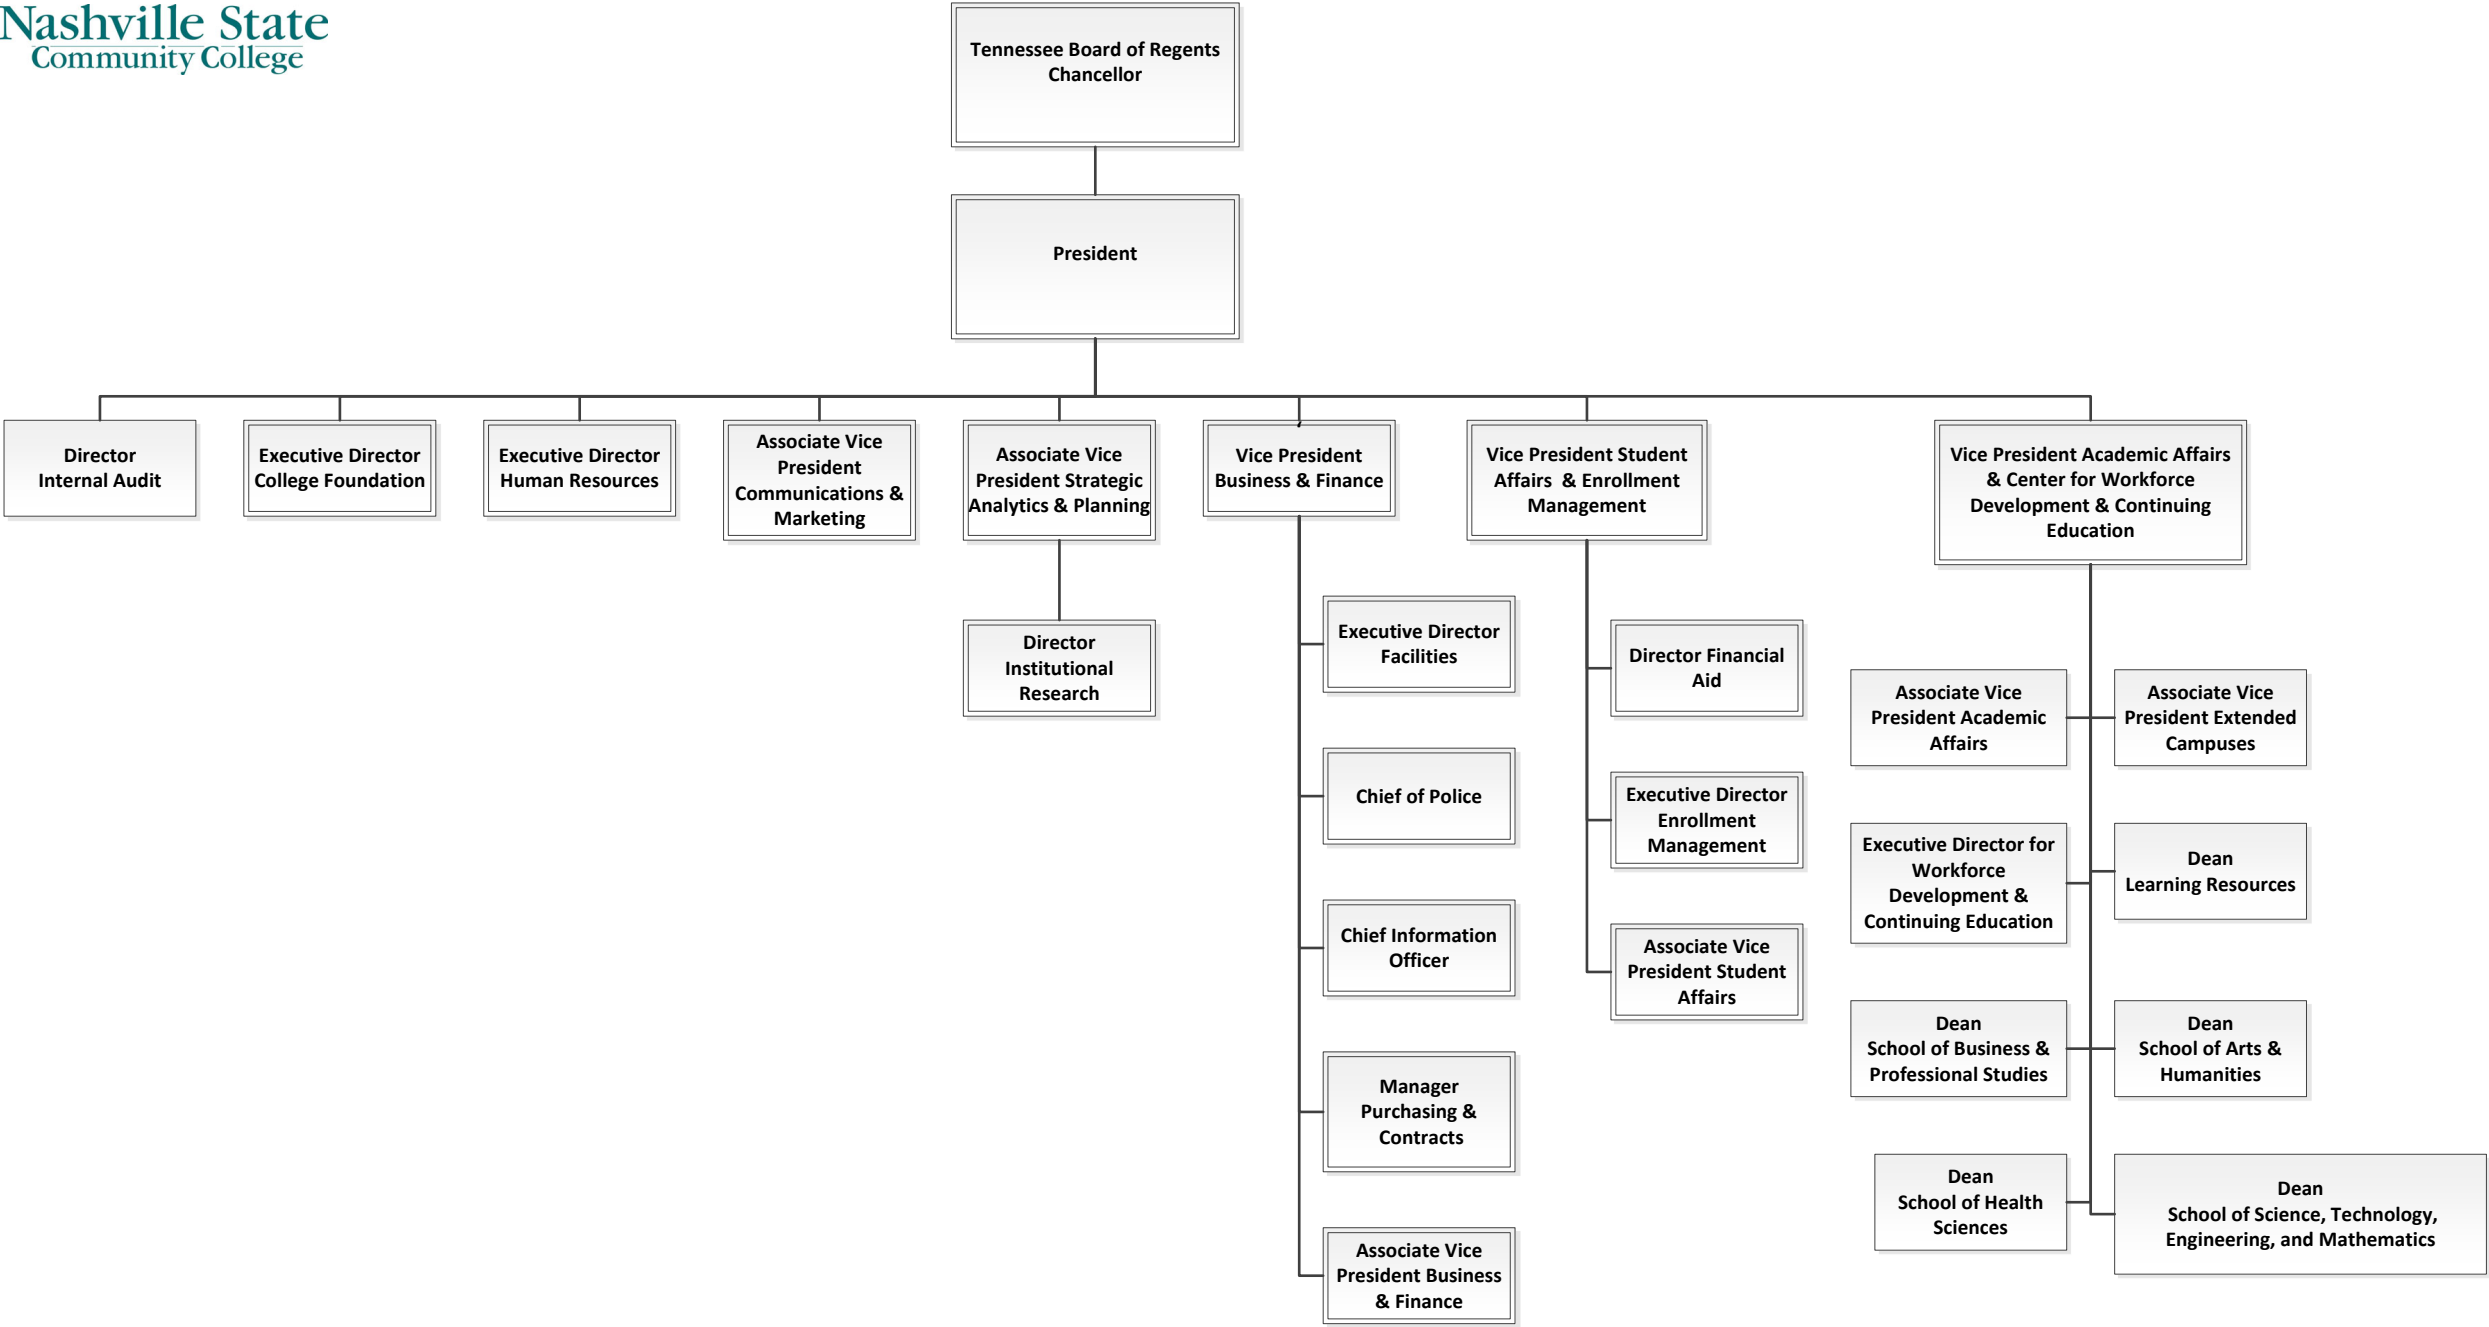 Nashville State
Community College
Tennessee Board of Regents
Chancellor
President
Director
Internal Audit
Executive Director
College Foundation
Executive Director
Human Resources
Associate Vice
President
Communications &
Marketing
Associate Vice
President Strategic
Analytics & Planning
Vice President
Business & Finance
Vice President Student
Affairs & Enrollment
Management
Vice President Academic Affairs
& Center for Workforce
Development & Continuing
Education
Director
Institutional
Research
Executive Director
Facilities
Chief of Police
Chief Information
Officer
Manager
Purchasing &
Contracts
Associate Vice
President Business
& Finance
Director Financial
Aid
Executive Director
Enrollment
Management
Associate Vice
President Student
Affairs
Associate Vice
President Academic
Affairs
Associate Vice
President Extended
Campuses
Executive Director for
Workforce
Development &
Continuing Education
Dean
Learning Resources
Dean
School of Business &
Professional Studies
Dean
School of Arts &
Humanities
Dean
School of Health
Sciences
Dean
School of Science, Technology,
Engineering, and Mathematics